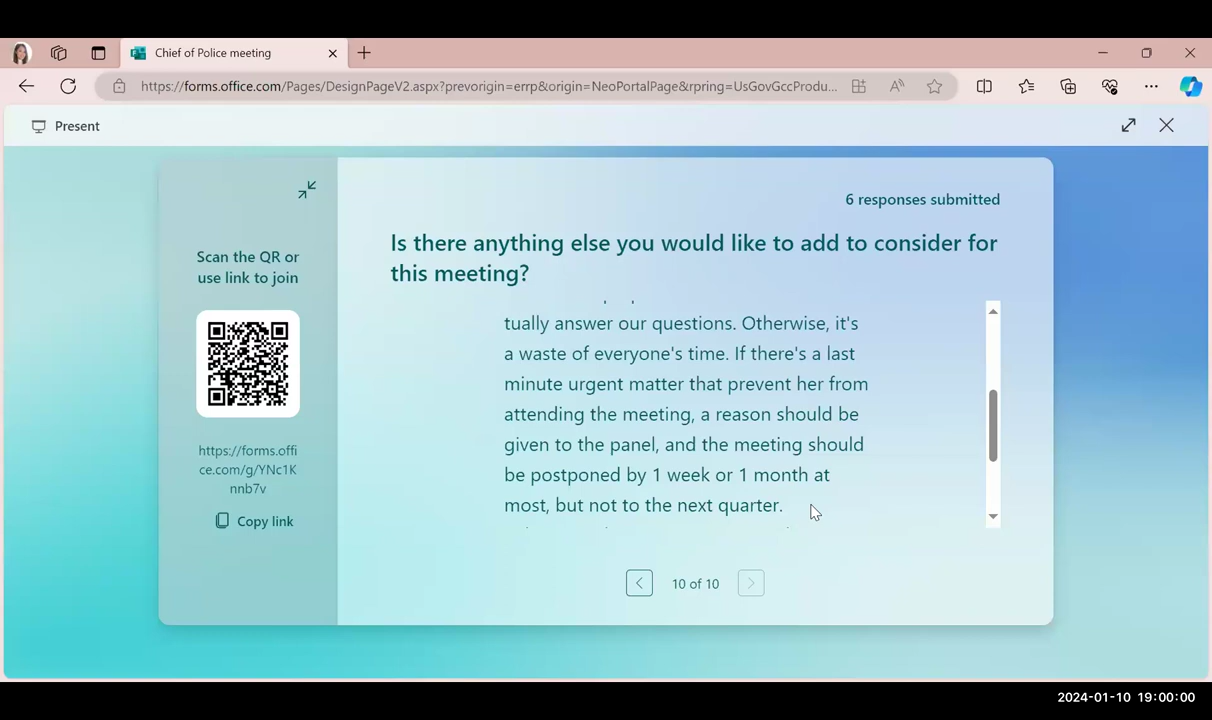 Chief of Police meeting
https://forms.office.com/Pages/DesignPageV2.aspx?prevorigin=errp&origin=NeoPortalPage&rpring=UsGovGccProdu...
Present
6 responses submitted
Is there anything else you would like to add to consider for
this meeting?
Scan the QR or
use link to join
https://forms.offi
ce.com/g/YNc1K
nnb7v
Copy link
tually answer our questions. Otherwise, it's
a waste of everyone's time. If there's a last
minute urgent matter that prevent her from
attending the meeting, a reason should be
given to the panel, and the meeting should
be postponed by 1 week or 1 month at
most, but not to the next quarter.
10 of 10
2024-01-10 19:00:00